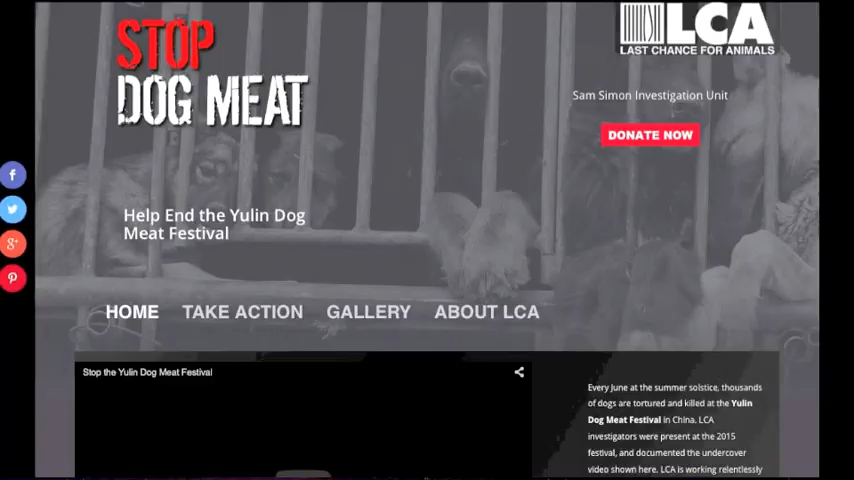 STOP
DOG MEAT
LCA
LAST CHANCE FOR ANIMALS
Sam Simon Investigation Unit
DONATE NOW
Help End the Yulin Dog
Meat Festival
HOME TAKE ACTION GALLERY ABOUT LCA
Stop the Yulin Dog Meat Festival
Every June at the summer solstice, thousands
of dogs are tortured and killed at the Yulin
Dog Meat Festival in China. LCA
investigators were present at the 2015
festival, and documented the undercover
video shown here. LCA is working relentlessly